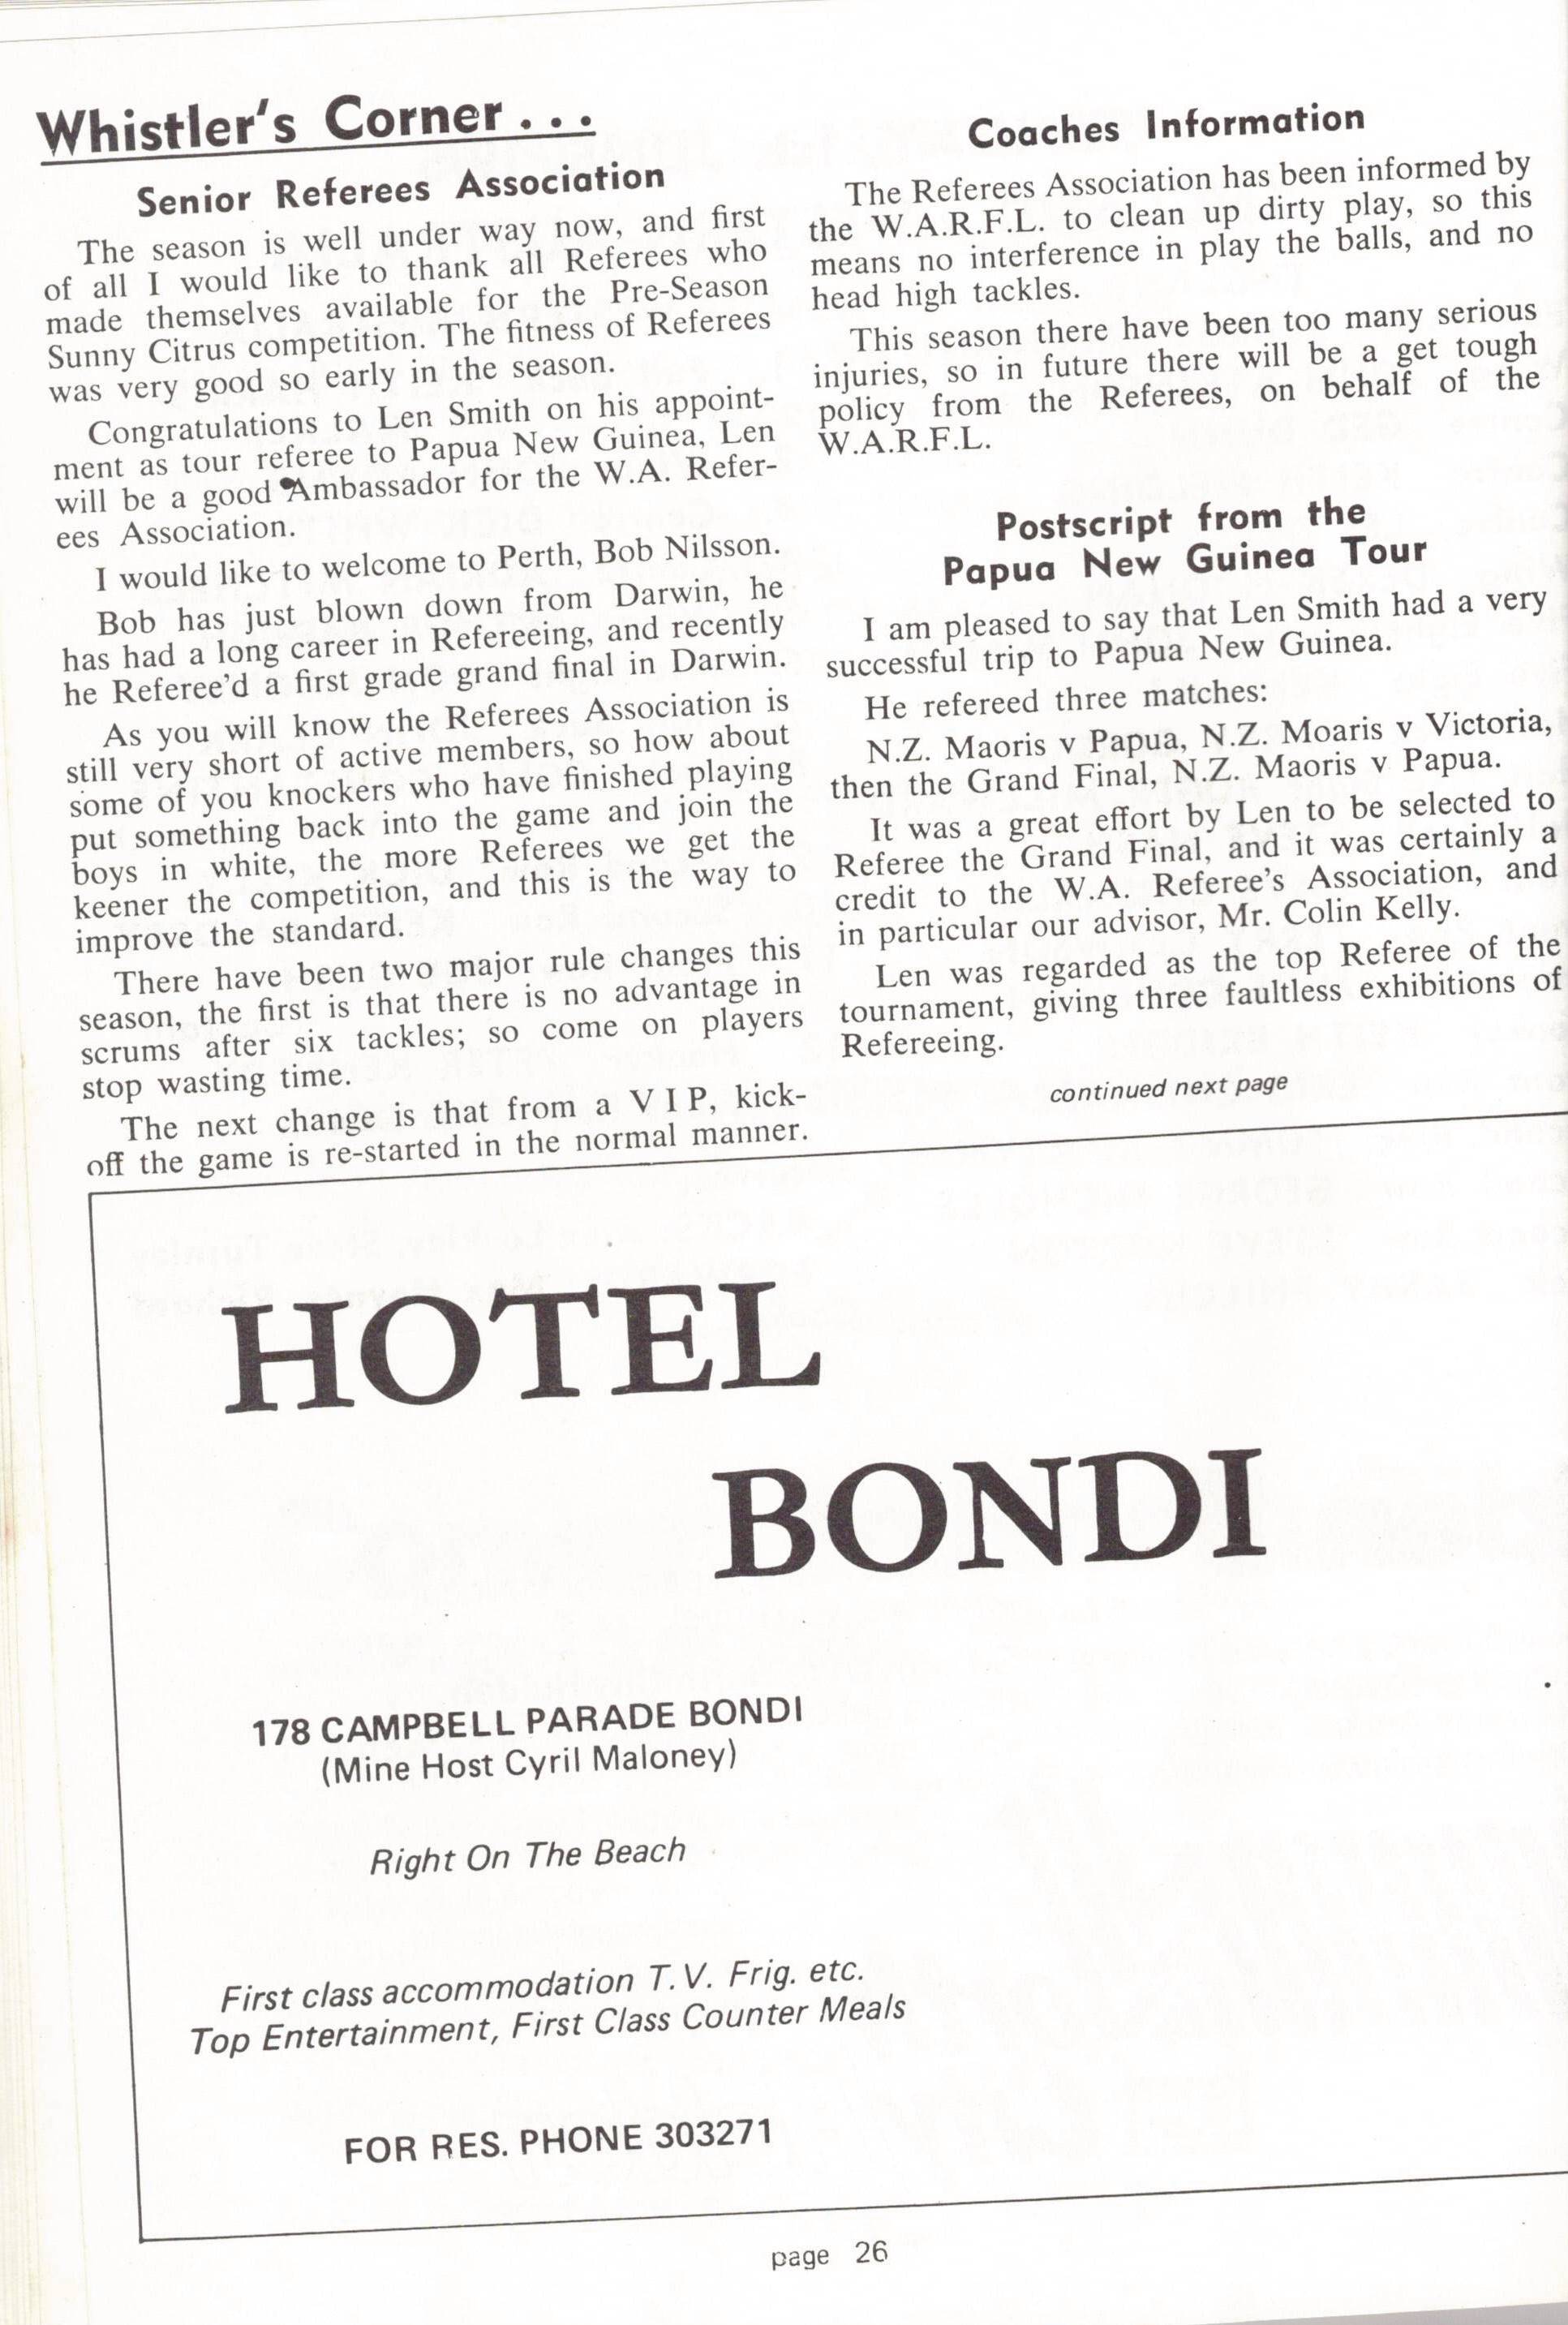 Whistler's Corner...
Senior Referees Association
The season is well under way now, and first
of all I would like to thank all Referees who
made themselves available for the Pre-Season
Sunny Citrus competition. The fitness of Referees
was very good so early in the season.
Congratulations to Len Smith on his appoint-
ment as tour referee to Papua New Guinea, Len
will be a good Ambassador for the W.A. Refer-
ees Association.
I would like to welcome to Perth, Bob Nilsson.
Bob has just blown down from Darwin, he
has had a long career in Refereeing, and recently
he Referee'd a first grade grand final in Darwin.
As you will know the Referees Association is
still very short of active members, so how about
some of you knockers who have finished playing
put something back into the game and join the
boys in white, the more Referees we get the
keener the competition, and this is the way to
improve the standard.
There have been two major rule changes this
season, the first is that there is no advantage in
scrums after six tackles; so come on players
stop wasting time.
The next change is that from a V I P, kick-
off the game is re-started in the normal manner.
Coaches Information
The Referees Association has been informed by
the W.A.R.F.L. to clean up dirty play, so this
means no interference in play the balls, and no
head high tackles.
This season there have been too many serious
injuries, so in future there will be a get tough
policy from the Referees, on behalf of the
W.A.R.F.L.
Postscript from the
Papua New Guinea Tour
I am pleased to say that Len Smith had a very
successful trip to Papua New Guinea.
He refereed three matches:
N.Z. Maoris v Papua, N.Z. Moaris v Victoria,
then the Grand Final, N.Z. Maoris v Papua.
It was a great effort by Len to be selected to
Referee the Grand Final, and it was certainly a
credit to the W.A. Referee's Association, and
in particular our advisor, Mr. Colin Kelly.
Len was regarded as the top Referee of the
tournament, giving three faultless exhibitions of
Refereeing.
continued next page
HOTEL
BONDI
178 CAMPBELL PARADE BONDI
(Mine Host Cyril Maloney)
Right On The Beach
First class accommodation T.V. Frig. etc.
Top Entertainment, First Class Counter Meals
FOR RES. PHONE 303271
page 26